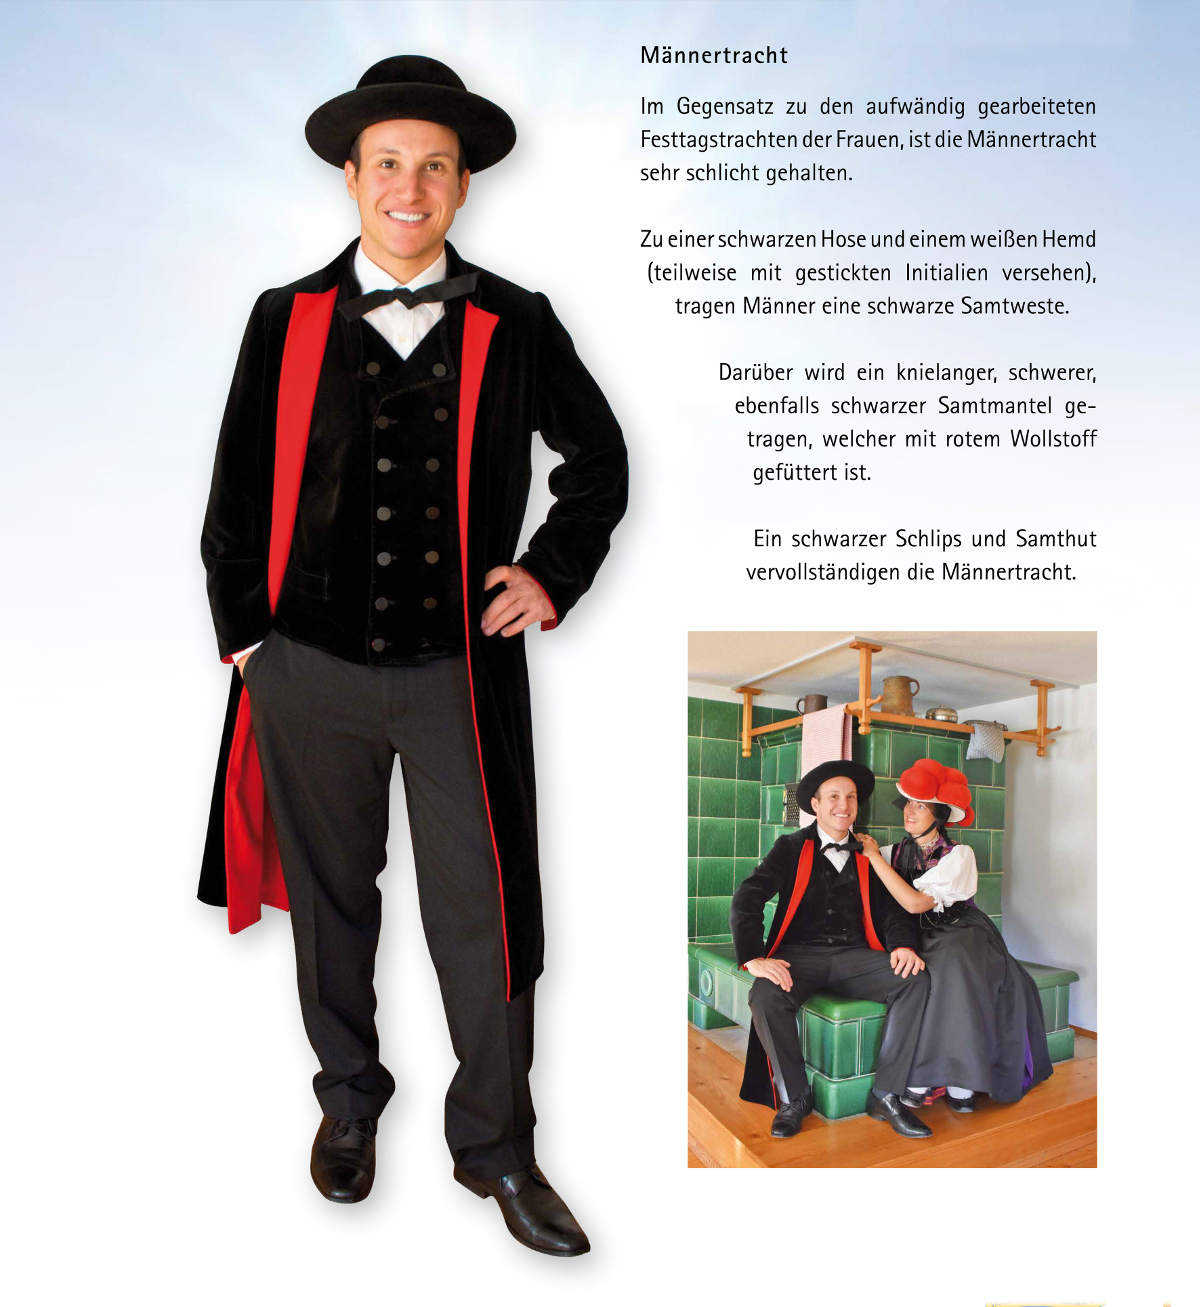 Männertracht
Im Gegensatz zu den aufwändig gearbeiteten
Festtagstrachten der Frauen, ist die Männertracht
sehr schlicht gehalten.
Zu einer schwarzen Hose und einem weißen Hemd
(teilweise mit gestickten Initialien versehen),
tragen Männer eine schwarze Samtweste.
Darüber wird ein knielanger, schwerer,
ebenfalls schwarzer Samtmantel ge-
tragen, welcher mit rotem Wollstoff
gefüttert ist.
Ein schwarzer Schlips und Samthut
vervollständigen die Männertracht.